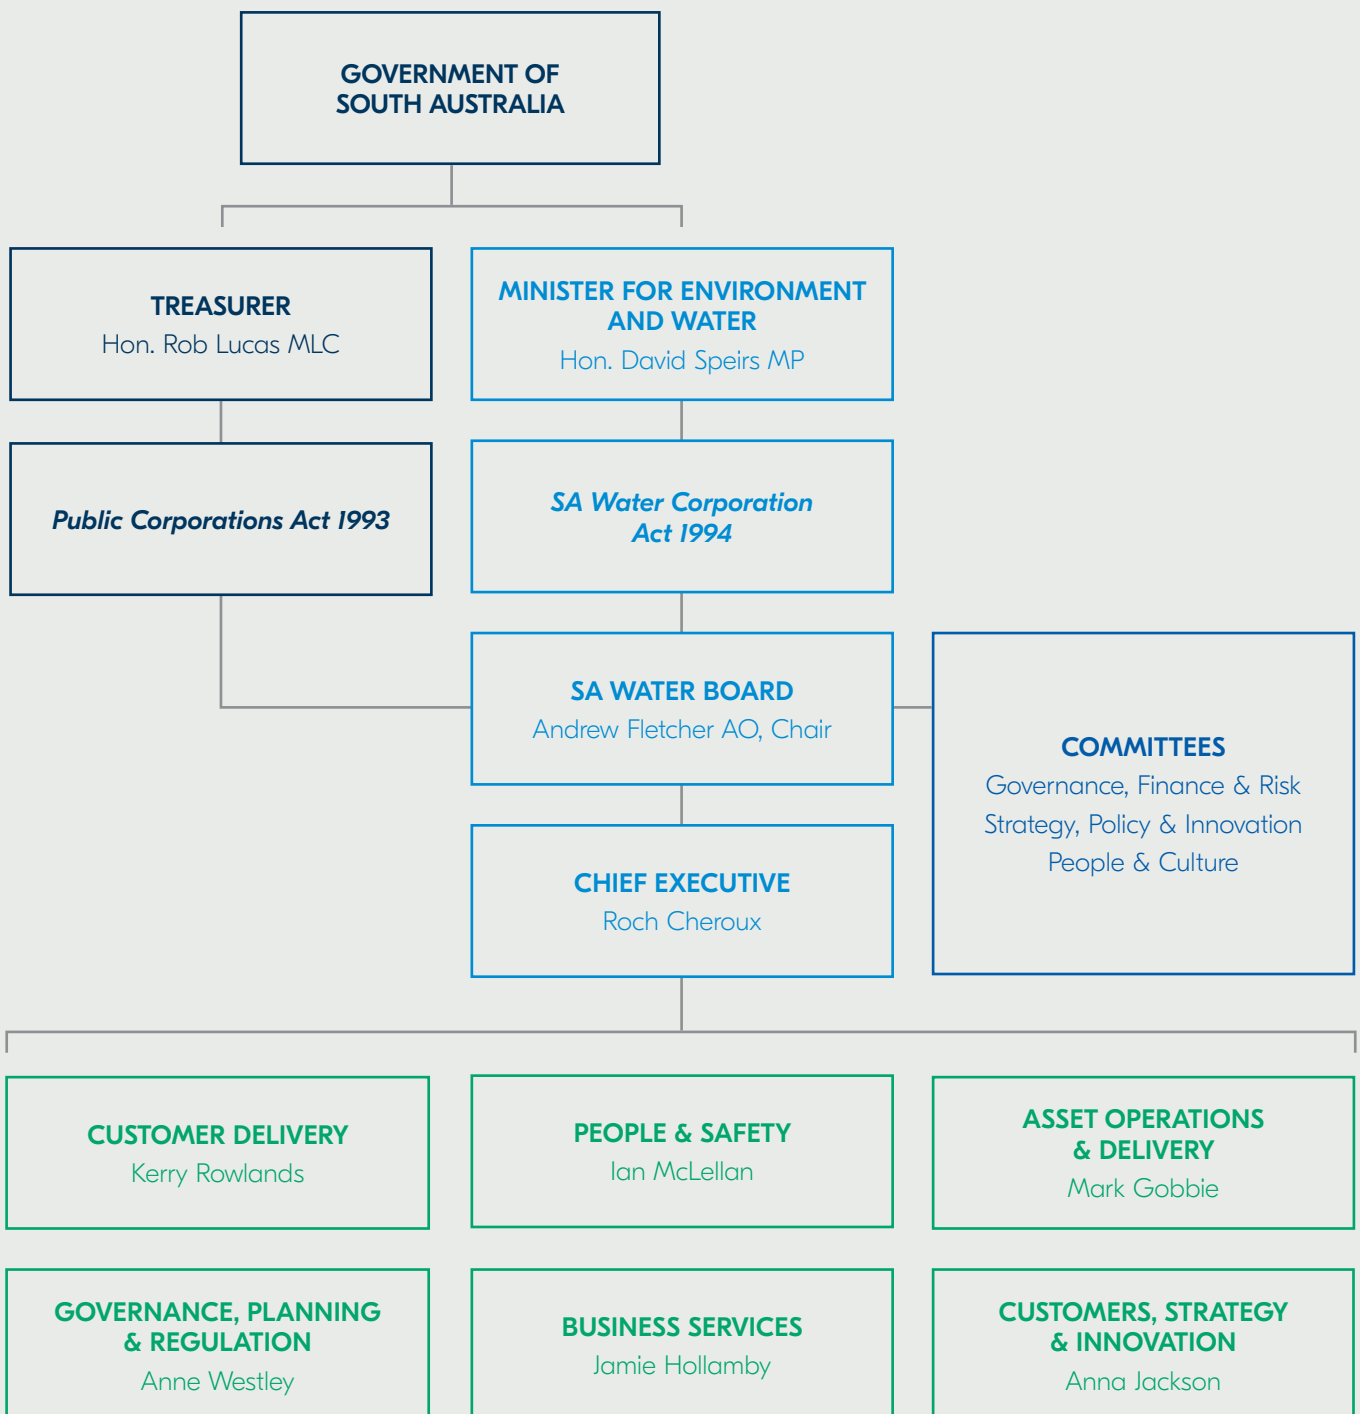 GOVERNMENT OF
SOUTH AUSTRALIA
TREASURER
Hon. Rob Lucas MLC
MINISTER FOR ENVIRONMENT
AND WATER
Hon. David Speirs MP
Public Corporations Act 1993
SA Water Corporation
Act 1994
SA WATER BOARD
Andrew Fletcher AO, Chair
COMMITTEES
Governance, Finance & Risk
Strategy, Policy & Innovation
People & Culture
CHIEF EXECUTIVE
Roch Cheroux
CUSTOMER DELIVERY
Kerry Rowlands
PEOPLE & SAFETY
Ian McLellan
ASSET OPERATIONS
& DELIVERY
Mark Gobbie
GOVERNANCE, PLANNING
& REGULATION
Anne Westley
BUSINESS SERVICES
Jamie Hollamby
CUSTOMERS, STRATEGY
& INNOVATION
Anna Jackson